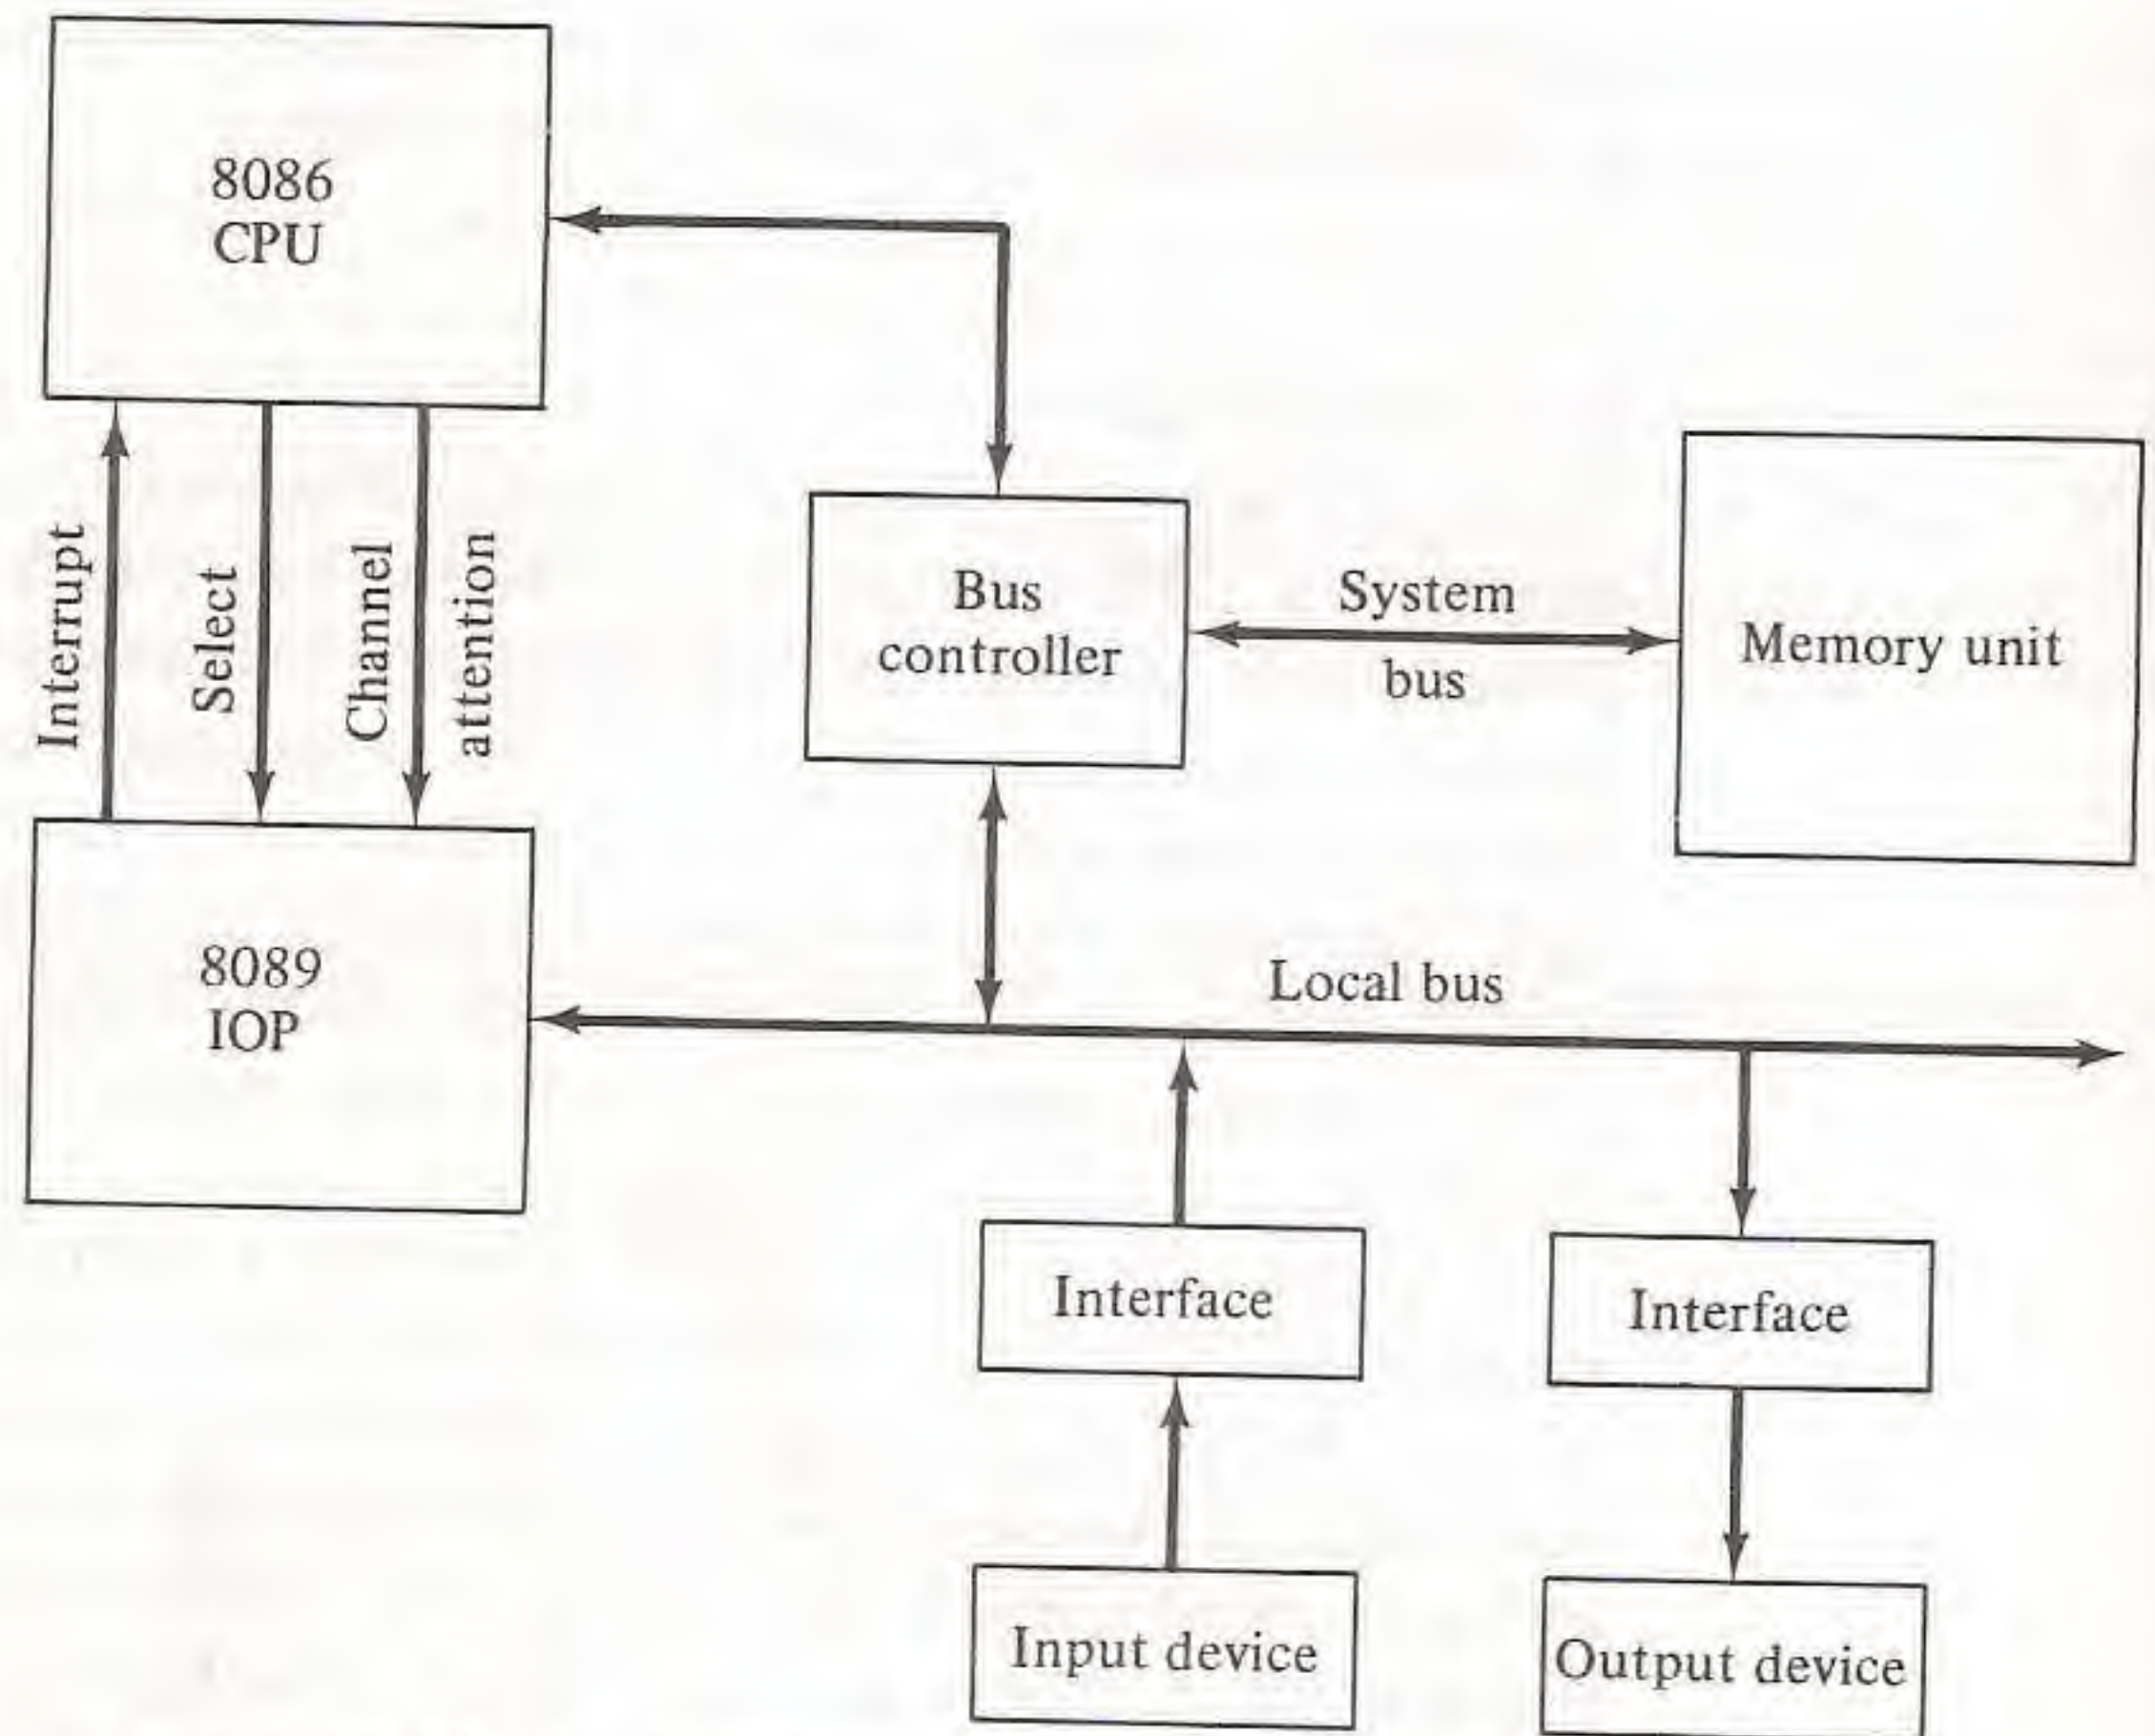 8086
CPU
Interrupt
Select
Channel
attention
Bus
controller
System
bus
Memory unit
8089
IOP
Local bus
Interface
Interface
Input device
Output device